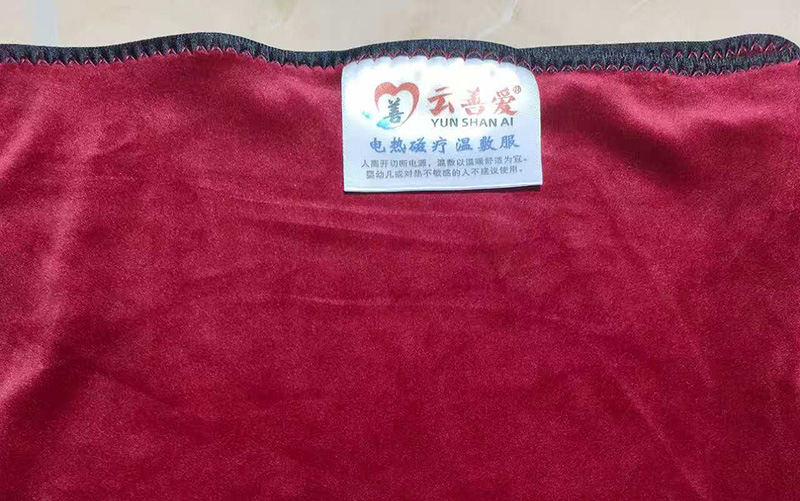 善 云善爱®
YUN SHAN AI
电热磁疗温敷服
人离开切断电源，温敷以温暖舒适为宜。
婴幼儿或对热不敏感的人不建议使用。